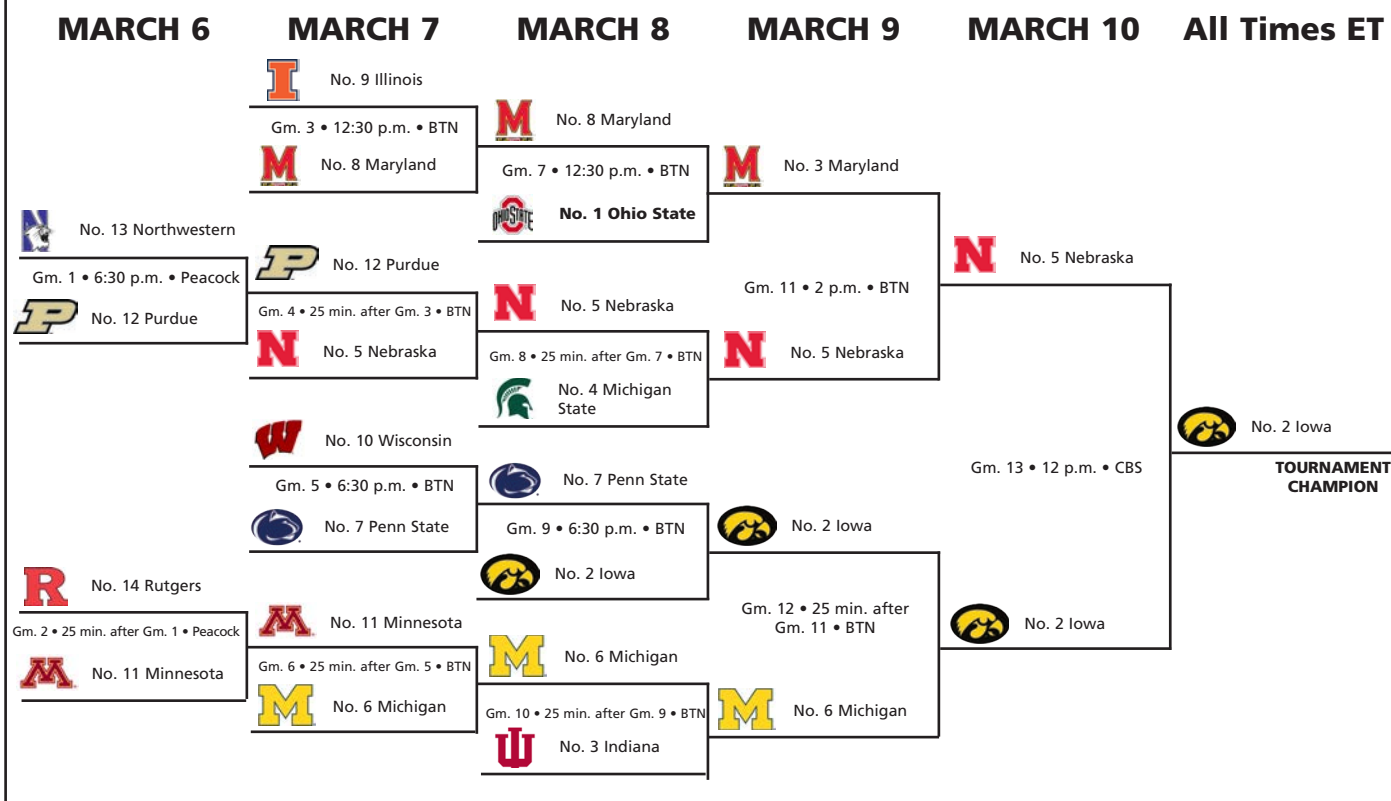 MARCH 6
MARCH 7
MARCH 8
MARCH 9
MARCH 10
All Times ET
No. 13 Northwestern
Gm. 1 • 6:30 p.m. • Peacock
No. 12 Purdue
No. 14 Rutgers
Gm. 2 • 25 min. after Gm. 1 • Peacock
No. 11 Minnesota
No. 9 Illinois
Gm. 3 • 12:30 p.m. • BTN
No. 8 Maryland
No. 12 Purdue
Gm. 4 • 25 min. after Gm. 3 • BTN
No. 5 Nebraska
No. 10 Wisconsin
Gm. 5 • 6:30 p.m. • BTN
No. 7 Penn State
No. 11 Minnesota
Gm. 6 • 25 min. after Gm. 5 • BTN
No. 6 Michigan
No. 8 Maryland
Gm. 7 • 12:30 p.m. • BTN
OHIO STATE
No. 1 Ohio State
No. 5 Nebraska
Gm. 8 • 25 min. after Gm. 7 • BTN
No. 4 Michigan
State
No. 7 Penn State
Gm. 9 • 6:30 p.m. • BTN
No. 2 Iowa
No. 6 Michigan
Gm. 10 • 25 min. after Gm. 9 • BTN
No. 3 Indiana
No. 3 Maryland
Gm. 11 • 2 p.m. • BTN
No. 5 Nebraska
No. 2 Iowa
Gm. 12 • 25 min. after
Gm. 11 • BTN
No. 6 Michigan
No. 5 Nebraska
Gm. 13 • 12 p.m. • CBS
No. 2 Iowa
No. 2 Iowa
TOURNAMENT
CHAMPION